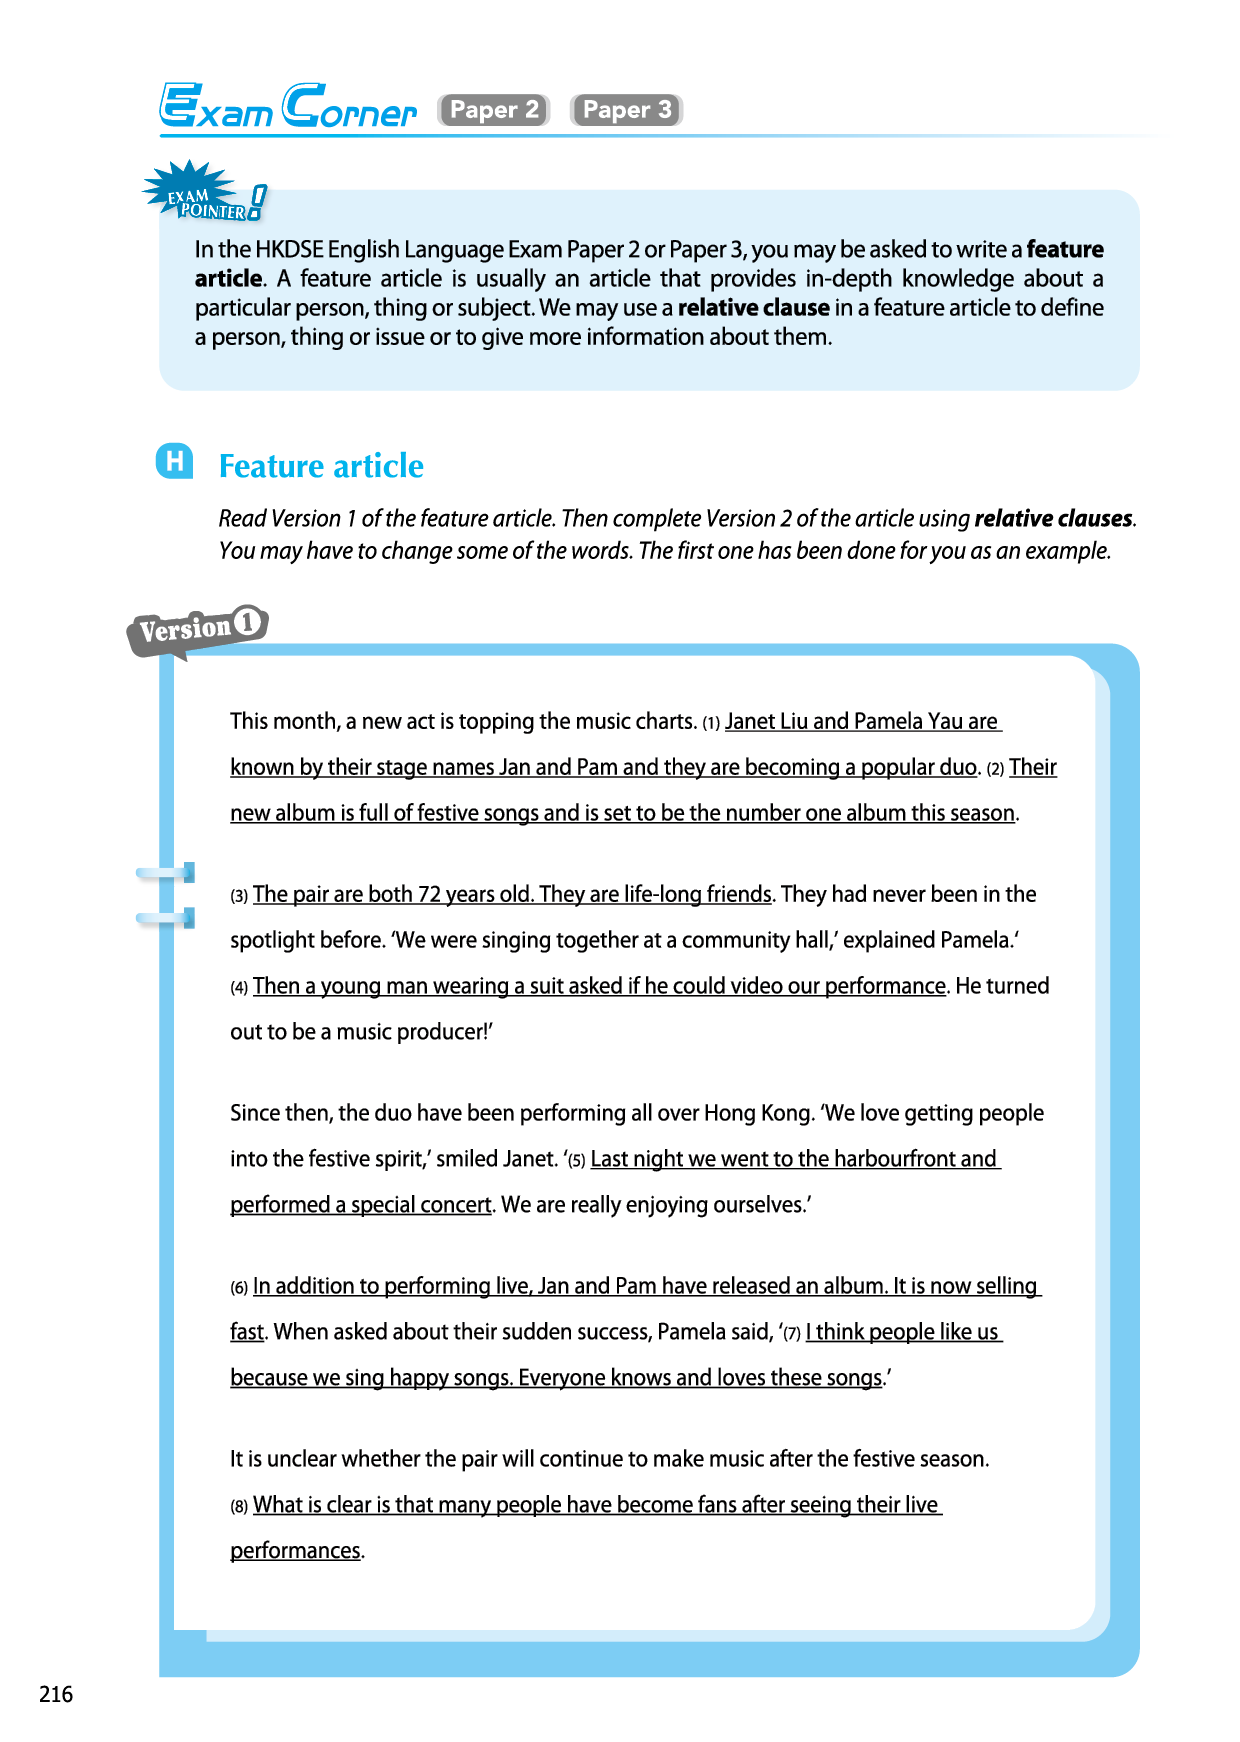 Exam Corner Paper 2 Paper 3
EXAM
POINTER!
In the HKDSE English Language Exam Paper 2 or Paper 3, you may be asked to write a feature
article. A feature article is usually an article that provides in-depth knowledge about a
particular person, thing or subject. We may use a relative clause in a feature article to define
a person, thing or issue or to give more information about them.
H Feature article
Read Version 1 of the feature article. Then complete Version 2 of the article using relative clauses.
You may have to change some of the words. The first one has been done for you as an example.
Version 1
This month, a new act is topping the music charts. (1) Janet Liu and Pamela Yau are
known by their stage names Jan and Pam and they are becoming a popular duo. (2) Their
new album is full of festive songs and is set to be the number one album this season.
(3) The pair are both 72 years old. They are life-long friends. They had never been in the
spotlight before. ‘We were singing together at a community hall,’ explained Pamela.‘
(4) Then a young man wearing a suit asked if he could video our performance. He turned
out to be a music producer!’
Since then, the duo have been performing all over Hong Kong. ‘We love getting people
into the festive spirit,’ smiled Janet. ‘(5) Last night we went to the harbourfront and
performed a special concert. We are really enjoying ourselves.’
(6) In addition to performing live, Jan and Pam have released an album. It is now selling
fast. When asked about their sudden success, Pamela said, ‘(7) I think people like us
because we sing happy songs. Everyone knows and loves these songs.’
It is unclear whether the pair will continue to make music after the festive season.
(8) What is clear is that many people have become fans after seeing their live
performances.
216